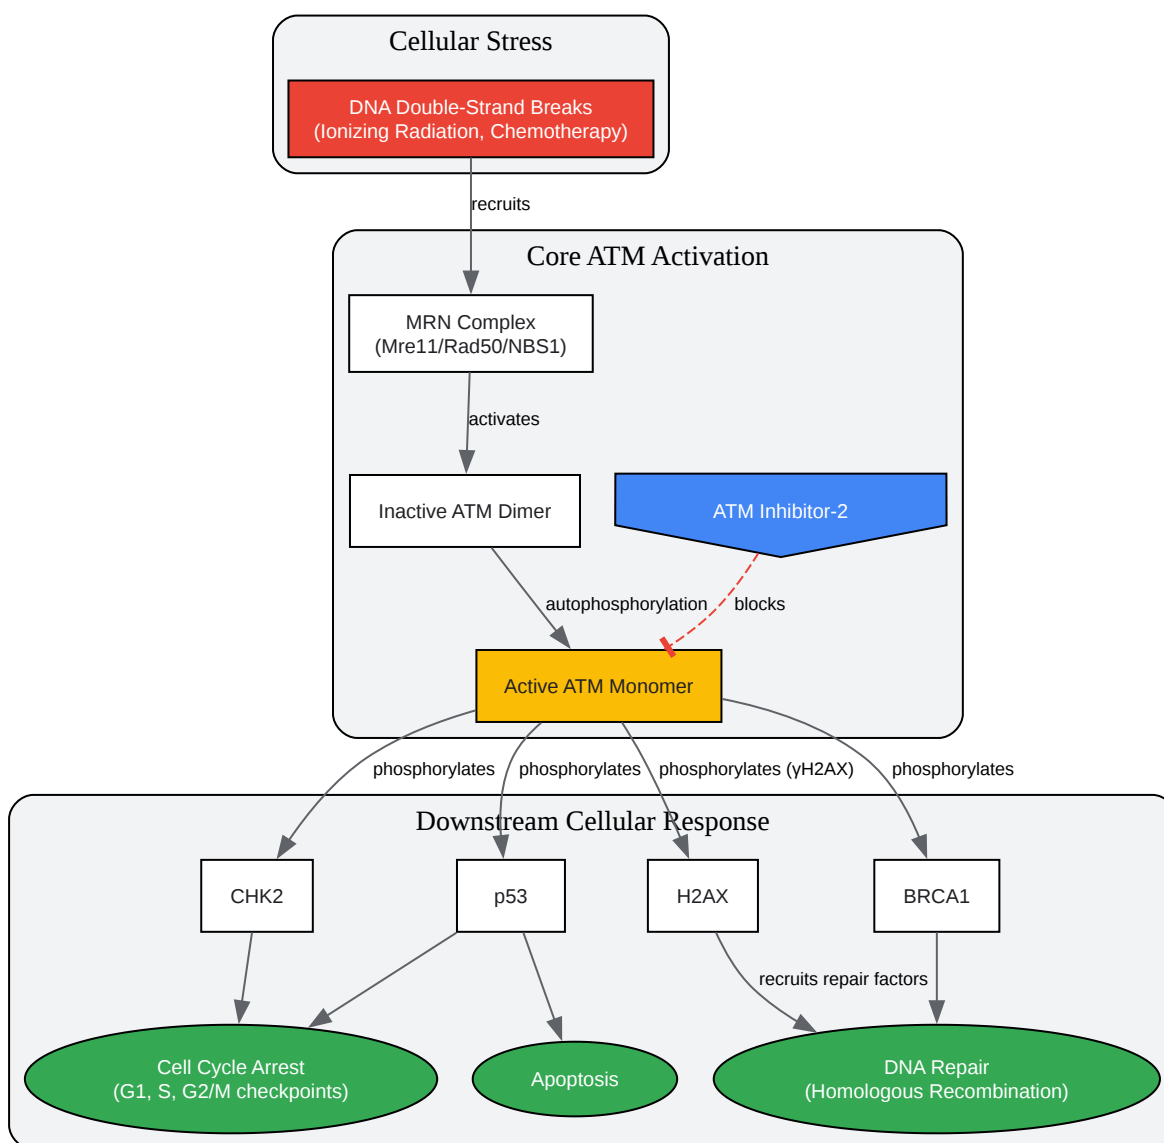 Cellular Stress
DNA Double-Strand Breaks
(Ionizing Radiation, Chemotherapy)
recruits
Core ATM Activation
MRN Complex
(Mre11/Rad50/NBS1)
activates
Inactive ATM Dimer
ATM Inhibitor-2
autophosphorylation
blocks
Active ATM Monomer
phosphorylates
phosphorylates
phosphorylates (γH2AX)
phosphorylates
Downstream Cellular Response
CHK2
p53
H2AX
BRCA1
recruits repair factors
Cell Cycle Arrest
(G1, S, G2/M checkpoints)
Apoptosis
DNA Repair
(Homologous Recombination)